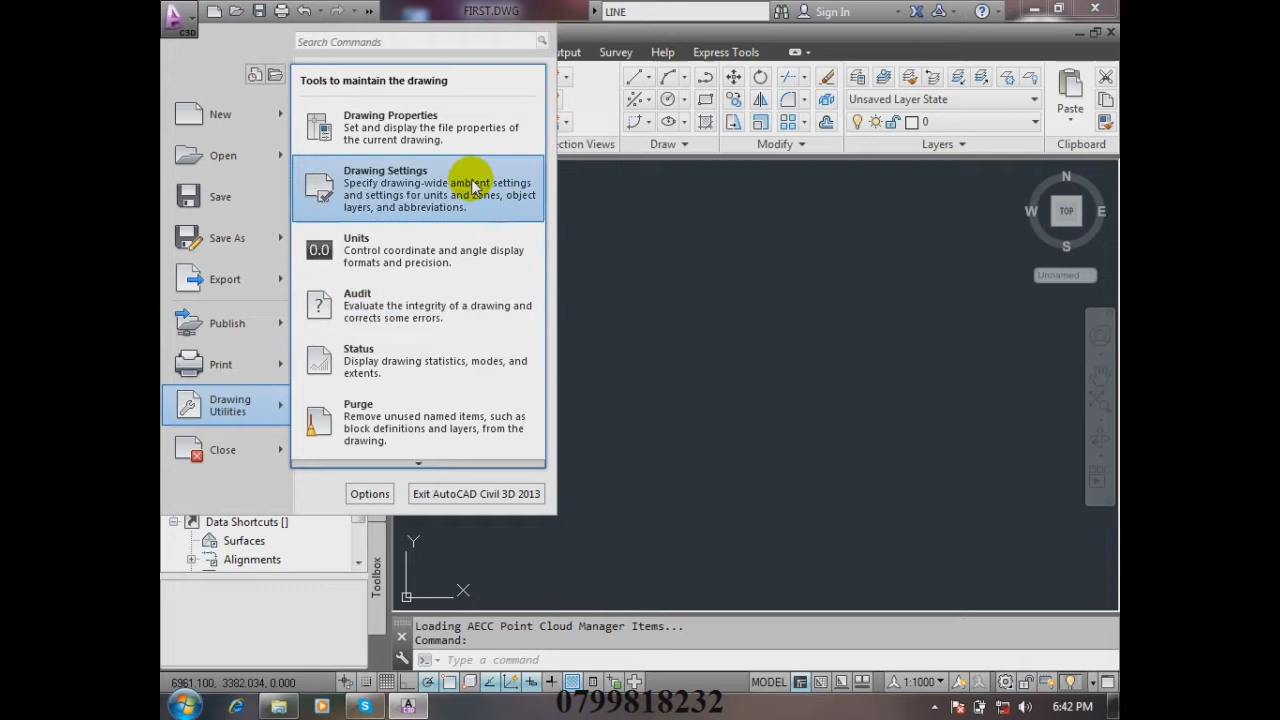 FIRST.DWG
LINE
Sign In
C3D
Search Commands
utput
Survey
Help
Express Tools
Tools to maintain the drawing
New
Open
Save
Save As
Export
Publish
Print
Drawing
Utilities
Close
Drawing Properties
Set and display the file properties of
the current drawing.
Drawing Settings
Specify drawing-wide ambient settings
and settings for units and zones, object
layers, and abbreviations.
Units
0.0
Control coordinate and angle display
formats and precision.
Audit
Evaluate the integrity of a drawing and
corrects some errors.
Status
Display drawing statistics, modes, and
extents.
Purge
Remove unused named items, such as
block definitions and layers, from the
drawing.
Options
Exit AutoCAD Civil 3D 2013
Unsaved Layer State
0
Paste
ection Views
Draw
Modify
Layers
Clipboard
N
W
TOP
E
S
Unnamed
Data Shortcuts []
Surfaces
Alignments
Toolbox
Y
X
Loading AECC Point Cloud Manager Items...
Command:
Type a command
6961.100, 3382.034, 0.000
MODEL
1:1000
0799818232
6:42 PM